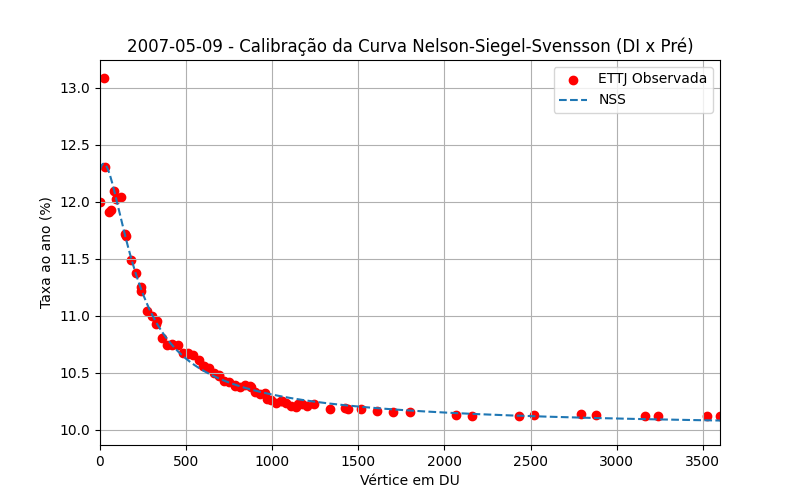 2007-05-09 - Calibração da Curva Nelson-Siegel-Svensson (DI x Pré)
ETTJ Observada
NSS
Taxa ao ano (%)
13.0
12.5
12.0
11.5
11.0
10.5
10.0
0 500 1000 1500 2000 2500 3000 3500
Vértice em DU